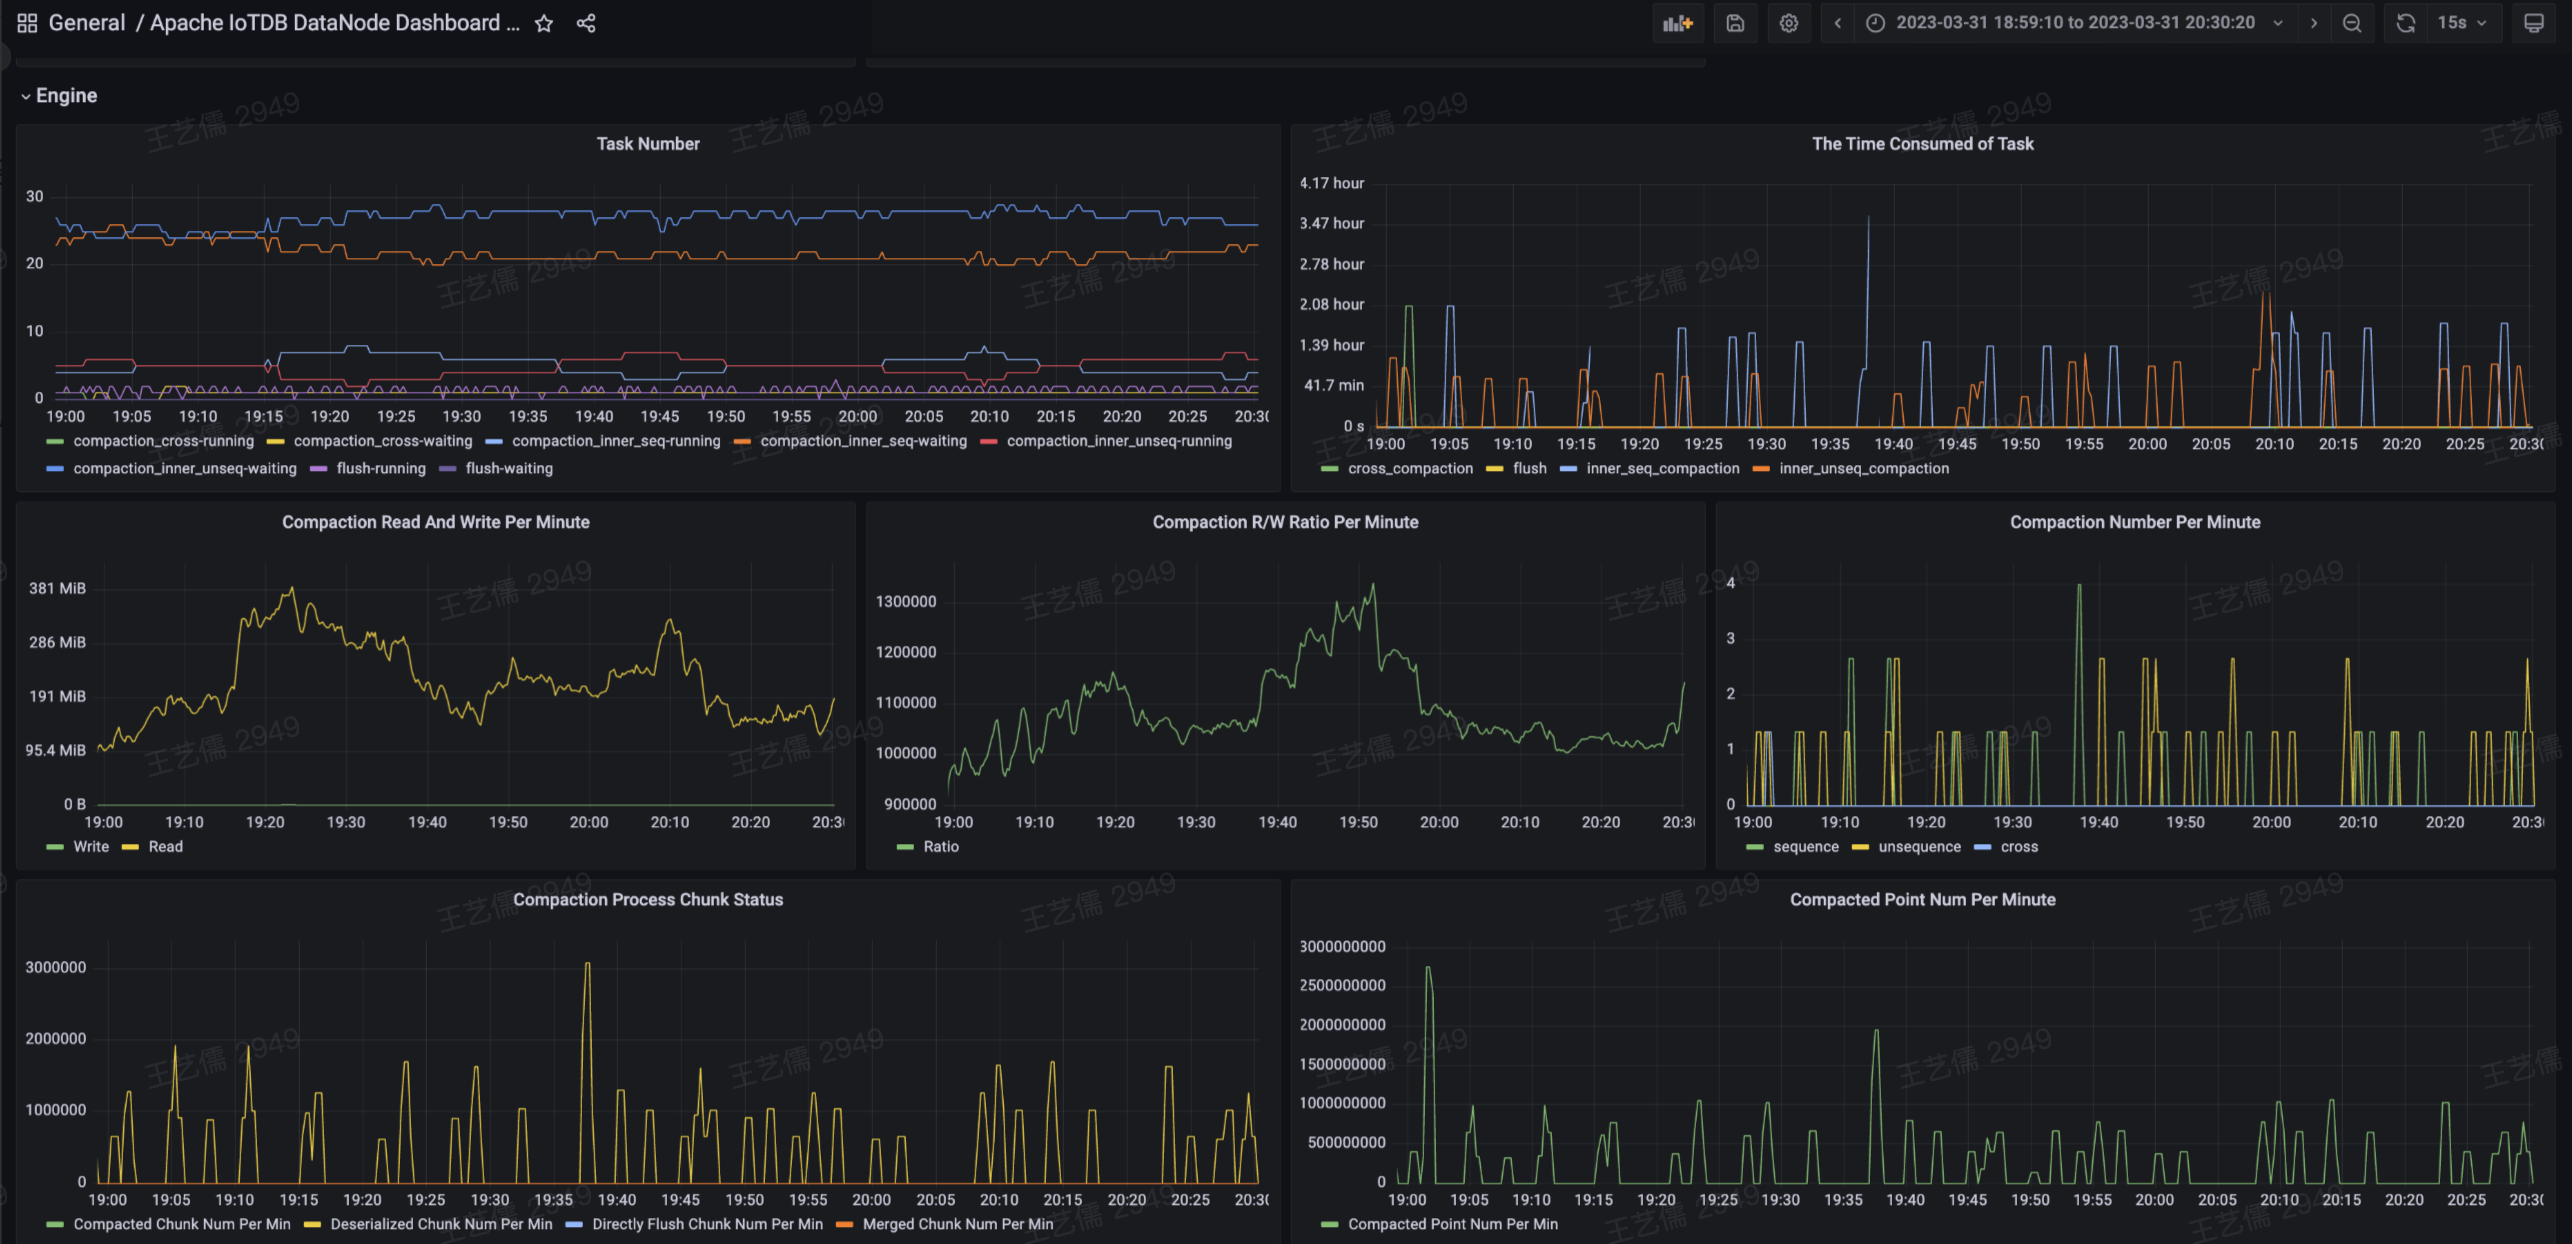 General / Apache IoTDB DataNode Dashboard ...
2023-03-31 18:59:10 to 2023-03-31 20:30:20
15s
Engine
Task Number
30
20
10
0
19:00 19:05 19:10 19:15 19:20 19:25 19:30 19:35 19:40 19:45 19:50 19:55 20:00 20:05 20:10 20:15 20:20 20:25 20:30
compaction_cross-running compaction_cross-waiting compaction_inner_seq-running compaction_inner_seq-waiting compaction_inner_unseq-running
compaction_inner_unseq-waiting flush-running flush-waiting
The Time Consumed of Task
4.17 hour
3.47 hour
2.78 hour
2.08 hour
1.39 hour
41.7 min
0 s
19:00 19:05 19:10 19:15 19:20 19:25 19:30 19:35 19:40 19:45 19:50 19:55 20:00 20:05 20:10 20:15 20:20 20:25 20:30
cross_compaction flush inner_seq_compaction inner_unseq_compaction
Compaction Read And Write Per Minute
381 MiB
286 MiB
191 MiB
95.4 MiB
0 B
19:00 19:10 19:20 19:30 19:40 19:50 20:00 20:10 20:20 20:30
Write Read
Compaction R/W Ratio Per Minute
1300000
1200000
1100000
1000000
900000
19:00 19:10 19:20 19:30 19:40 19:50 20:00 20:10 20:20 20:30
Ratio
Compaction Number Per Minute
4
3
2
1
0
19:00 19:10 19:20 19:30 19:40 19:50 20:00 20:10 20:20 20:30
sequence unsequence cross
Compaction Process Chunk Status
3000000
2000000
1000000
0
19:00 19:05 19:10 19:15 19:20 19:25 19:30 19:35 19:40 19:45 19:50 19:55 20:00 20:05 20:10 20:15 20:20 20:25 20:30
Compacted Chunk Num Per Min Deserialized Chunk Num Per Min Directly Flush Chunk Num Per Min Merged Chunk Num Per Min
Compacted Point Num Per Minute
3000000000
2500000000
2000000000
1500000000
1000000000
500000000
0
19:00 19:05 19:10 19:15 19:20 19:25 19:30 19:35 19:40 19:45 19:50 19:55 20:00 20:05 20:10 20:15 20:20 20:25 20:30
Compacted Point Num Per Min
王艺儒 2949